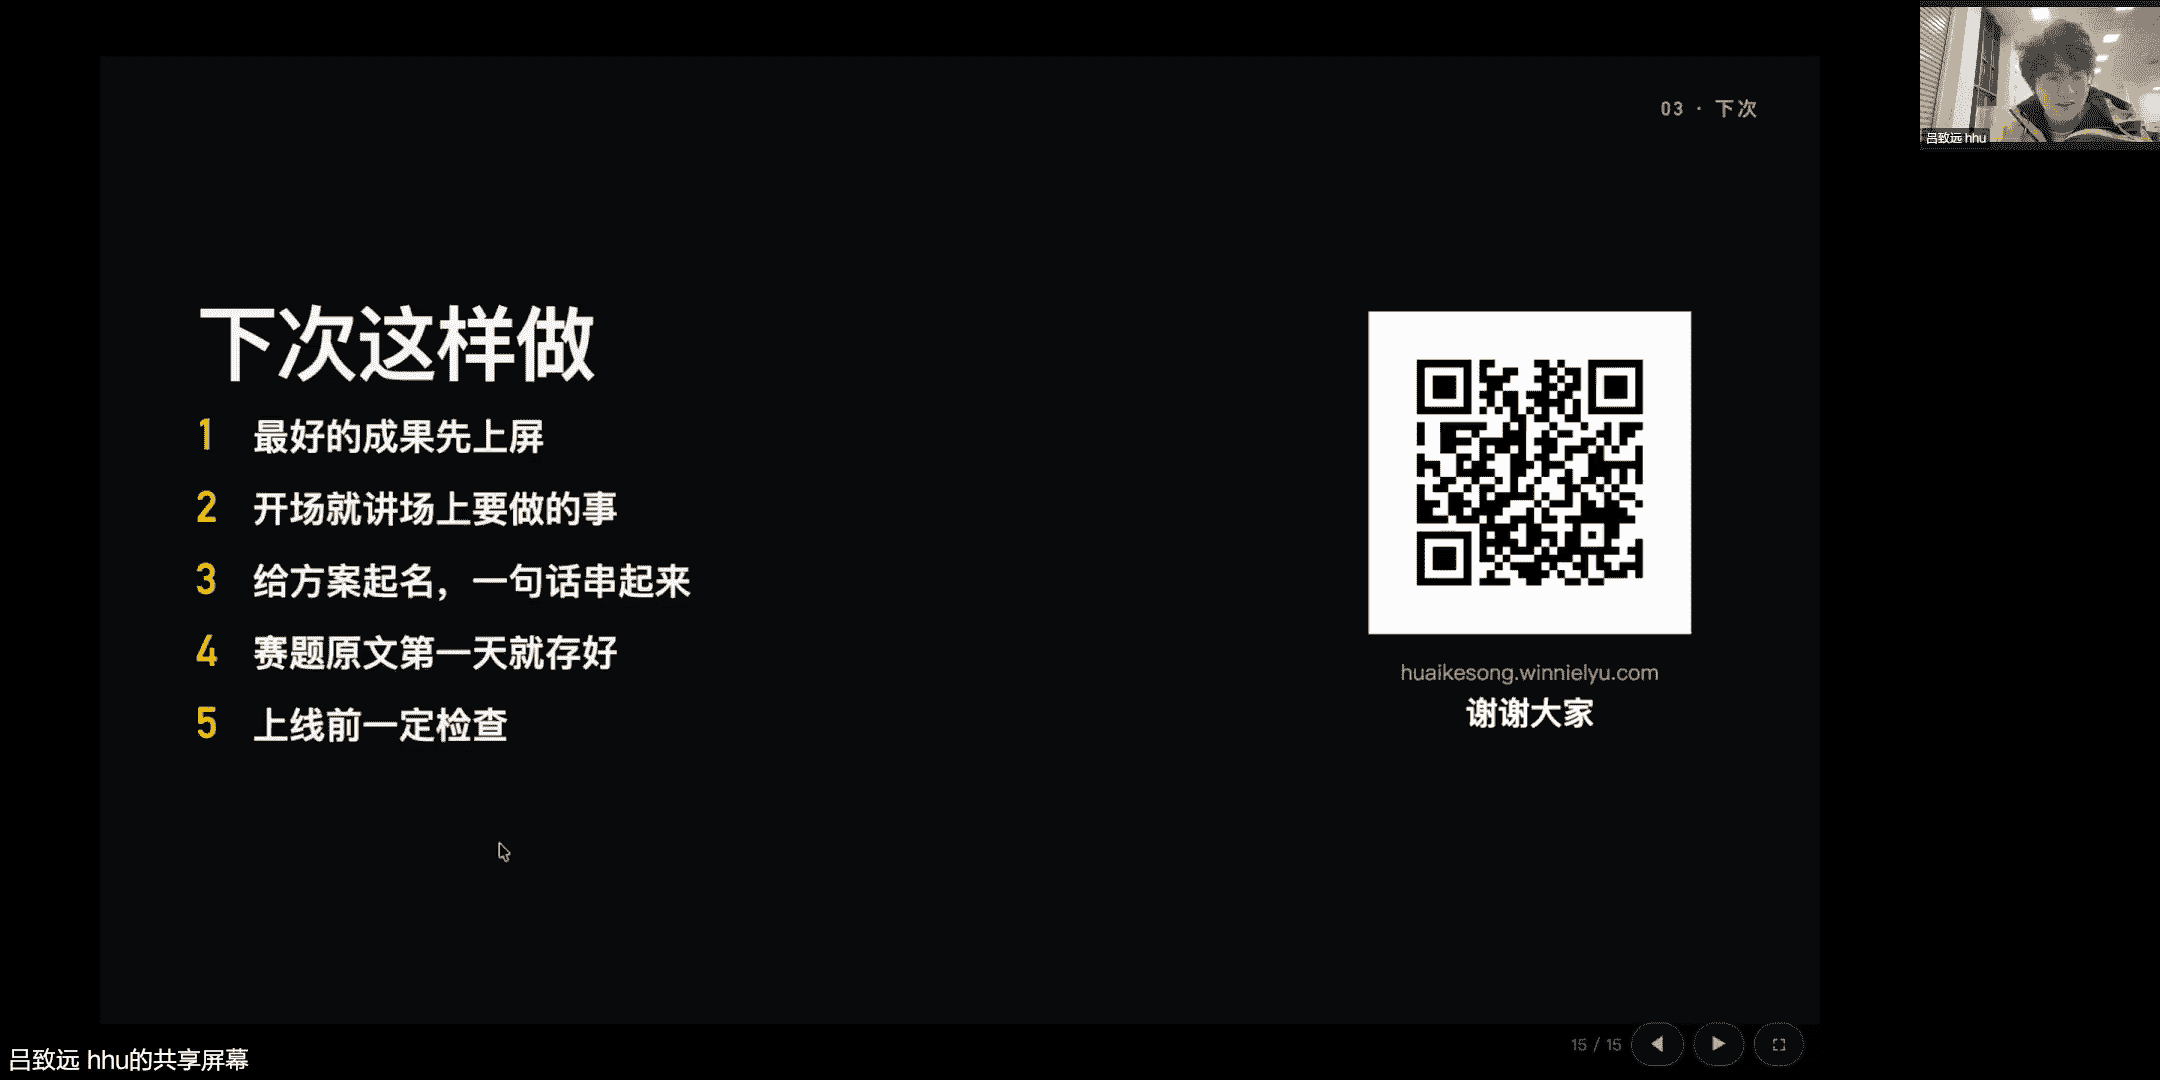 03 · 下次
吕致远 hhu
下次这样做
1 最好的成果先上屏
2 开场就讲场上要做的事
3 给方案起名，一句话串起来
4 赛题原文第一天就存好
5 上线前一定检查
huaikesong.winnielyu.com
谢谢大家
15 / 15
吕致远 hhu的共享屏幕